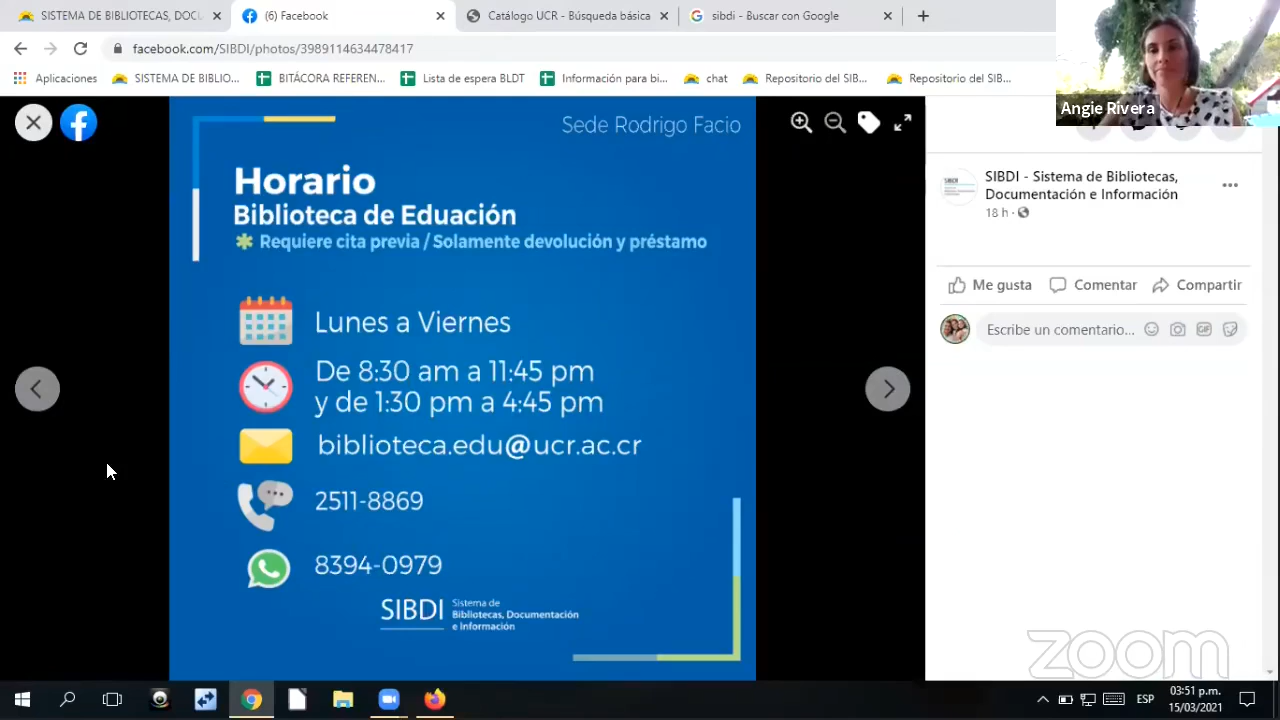 SISTEMA DE BIBLIOTECAS, DOCU
(6) Facebook
Catálogo UCR - Búsqueda básica
sibdi - Buscar con Google
facebook.com/SIBDI/photos/3989114634478417
Aplicaciones
SISTEMA DE BIBLIO...
BITÁCORA REFEREN...
Lista de espera BLDT
Información para bi...
chat
Repositorio del SIB...
Repositorio del SIB...
Angie Rivera
Sede Rodrigo Facio
Horario
Biblioteca de Eduación
* Requiere cita previa / Solamente devolución y préstamo
Lunes a Viernes
De 8:30 am a 11:45 pm
y de 1:30 pm a 4:45 pm
biblioteca.edu@ucr.ac.cr
2511-8869
8394-0979
SIBDI
Sistema de
Bibliotecas, Documentación
e Información
SIBDI - Sistema de Bibliotecas,
Documentación e Información
18 h ·
Me gusta
Comentar
Compartir
Escribe un comentario...
GIF
zoom
ESP
03:51 p.m.
15/03/2021